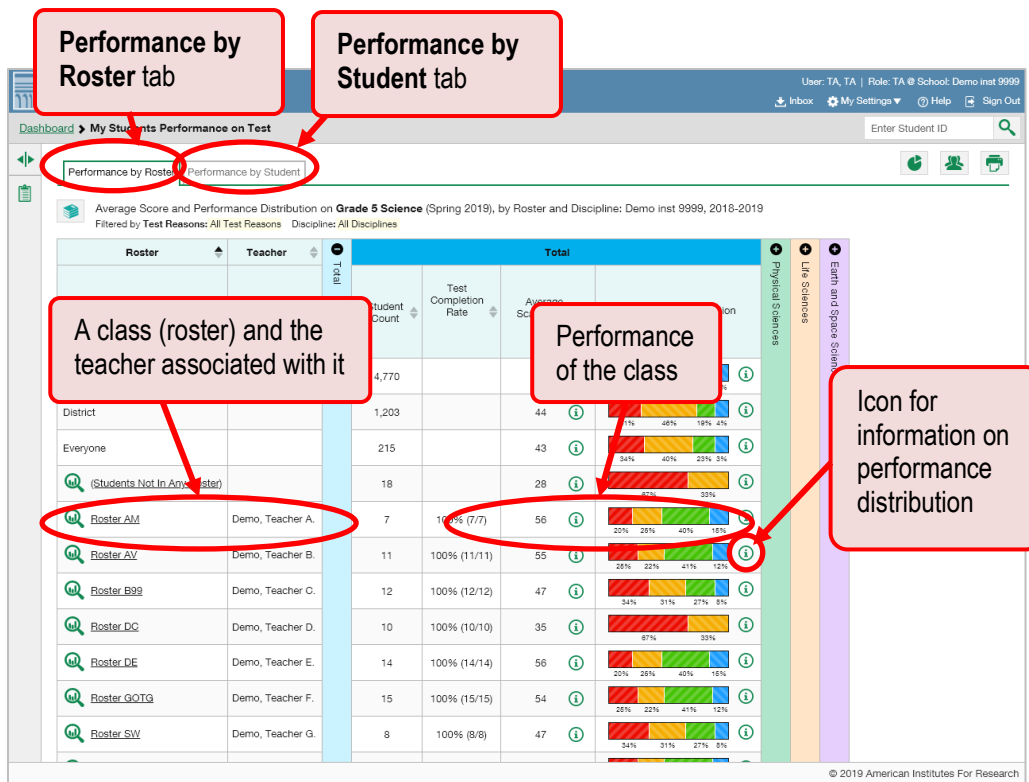 Performance by
Roster tab
Performance by
Student tab
User: TA, TA | Role: TA @ School: Demo inst 9999
Inbox My Settings Help Sign Out
Dashboard My Students Performance on Test
Enter Student ID
Performance by Roster
Performance by Student
Average Score and Performance Distribution on Grade 5 Science (Spring 2019), by Roster and Discipline: Demo inst 9999, 2018-2019
Filtered by Test Reasons: All Test Reasons Discipline: All Disciplines
Roster Teacher Total Total Physical Sciences Life Sciences Earth and Space
Student
Count
Test
Completion
Rate
A class (roster) and the
teacher associated with it
Performance
of the class
Icon for
information on
performance
distribution
4,770
District 1,203 44
46% 19% 4%
Everyone 215 43
34% 40% 23% 3%
(Students Not In Any Roster) 18 28
67% 33%
Roster AM Demo, Teacher A. 7 100% (7/7) 56
20% 26% 40% 15%
Roster AV Demo, Teacher B. 11 100% (11/11) 55
25% 22% 41% 12%
Roster B99 Demo, Teacher C. 12 100% (12/12) 47
34% 31% 27% 8%
Roster DC Demo, Teacher D. 10 100% (10/10) 35
67% 33%
Roster DE Demo, Teacher E. 14 100% (14/14) 56
20% 26% 40% 15%
Roster GOTG Demo, Teacher F. 15 100% (15/15) 54
25% 22% 41% 12%
Roster SW Demo, Teacher G. 8 100% (8/8) 47
34% 31% 27% 8%
© 2019 American Institutes For Research